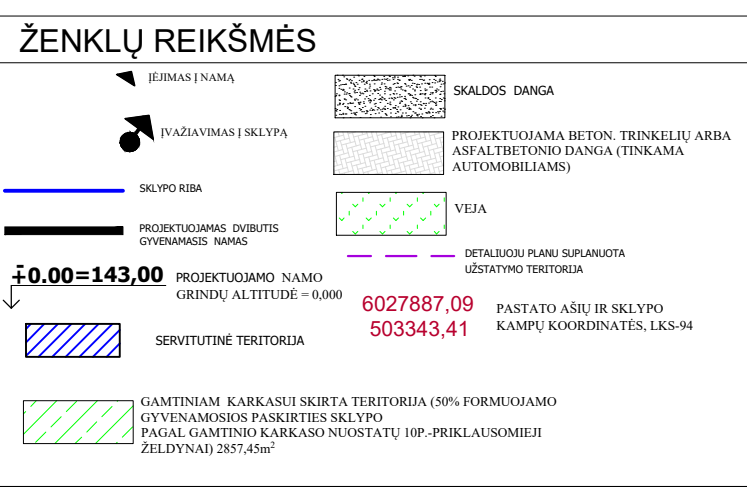 ŽENKLŲ REIKŠMĖS
ĮĖJIMAS Į NAMĄ
ĮVAŽIAVIMAS Į SKLYPĄ
SKLYPO RIBA
PROJEKTUOJAMAS DVIBUTIS
GYVENAMASIS NAMAS
∓0.00=143,00
PROJEKTUOJAMO NAMO
GRINDŲ ALTITUDĖ = 0,000
SERVITUTINĖ TERITORIJA
SKALDOS DANGA
PROJEKTUOJAMA BETON. TRINKELIŲ ARBA
ASFALTBETONIO DANGA (TINKAMA
AUTOMOBILIAMS)
VEJA
DETALIUOJU PLANU SUPLANUOTA
UŽSTATYMO TERITORIJA
6027887,09
503343,41
PASTATO AŠIŲ IR SKLYPO
KAMPŲ KOORDINATĖS, LKS-94
GAMTINIAM KARKASUI SKIRTA TERITORIJA (50% FORMUOJAMO
GYVENAMOSIOS PASKIRTIES SKLYPO
PAGAL GAMTINIO KARKASO NUOSTATŲ 10P.-PRIKLAUSOMIEJI
ŽELDYNAI) 2857,45m²